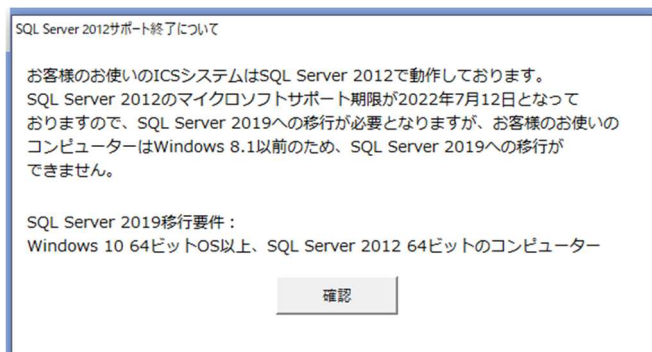 SQL Server 2012サポート終了について
お客様のお使いのICSシステムはSQL Server 2012で動作しております。
SQL Server 2012のマイクロソフトサポート期限が2022年7月12日となって
おりますので、SQL Server 2019への移行が必要となりますが、お客様のお使いの
コンピューターはWindows 8.1以前のため、SQL Server 2019への移行が
できません。
SQL Server 2019移行要件：
Windows 10 64ビットOS以上、SQL Server 2012 64ビットのコンピューター
確認